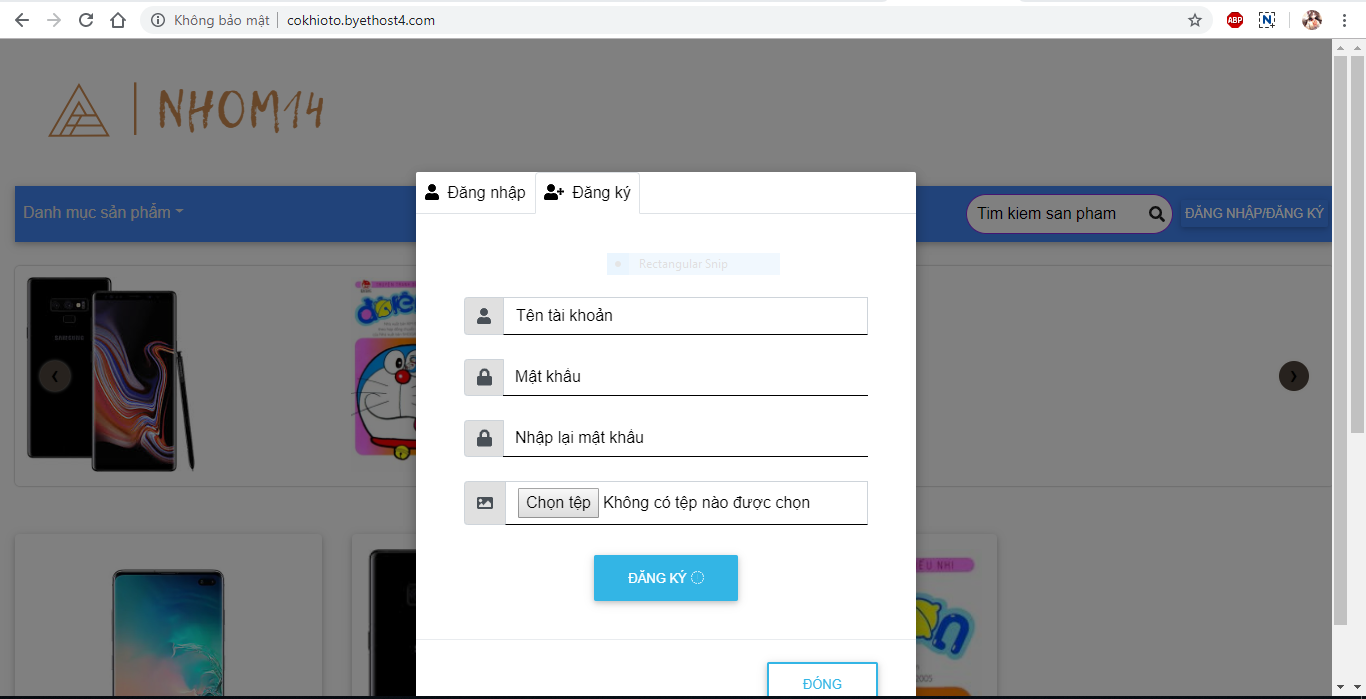 Không bảo mật | cokhioto.byethost4.com
ABP
N
NHOM14
Đăng nhập
Đăng ký
Danh mục sản phẩm
Tim kiem san pham
ĐĂNG NHẬP/ĐĂNG KÝ
Rectangular Snip
SAMSUNG
Tên tài khoản
Mật khẩu
Nhập lại mật khẩu
Chọn tệp Không có tệp nào được chọn
ĐĂNG KÝ
ĐÓNG